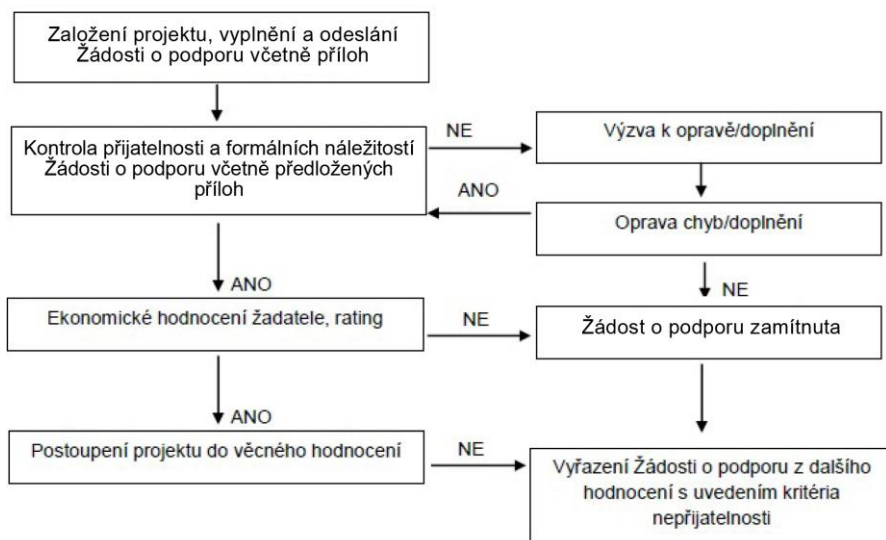 Založení projektu, vyplnění a odeslání
Žádosti o podporu včetně příloh
Kontrola přijatelnosti a formálních náležitostí
Žádosti o podporu včetně předložených
příloh
NE
Výzva k opravě/doplnění
ANO
Oprava chyb/doplnění
ANO
NE
Ekonomické hodnocení žadatele, rating
NE
Žádost o podporu zamítnuta
ANO
Postoupení projektu do věcného hodnocení
NE
Vyřazení Žádosti o podporu z dalšího
hodnocení s uvedením kritéria
nepřijatelnosti